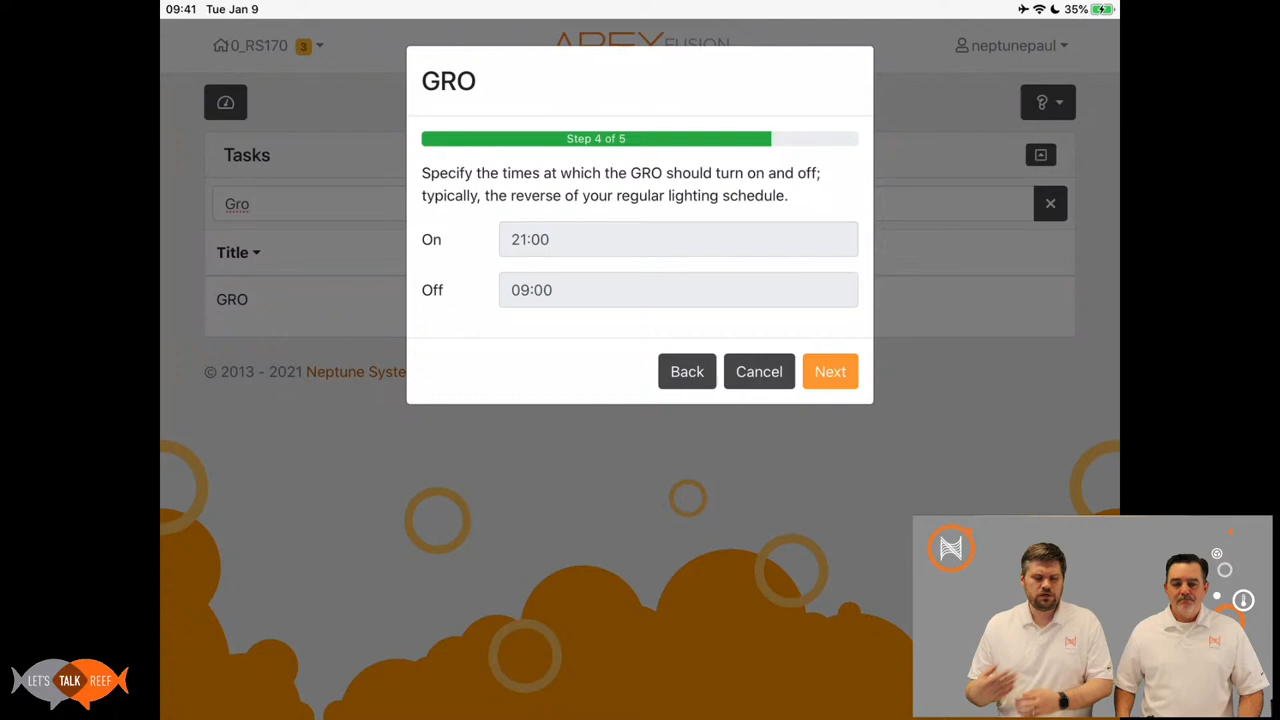 09:41 Tue Jan 9
35%
0_RS170 3
APEX FUSION
neptunepaul
GRO
Tasks
Step 4 of 5
Specify the times at which the GRO should turn on and off;
typically, the reverse of your regular lighting schedule.
Gro
On 21:00
Title
Off 09:00
GRO
Back Cancel Next
© 2013 - 2021 Neptune Syste
LET'S TALK REEF